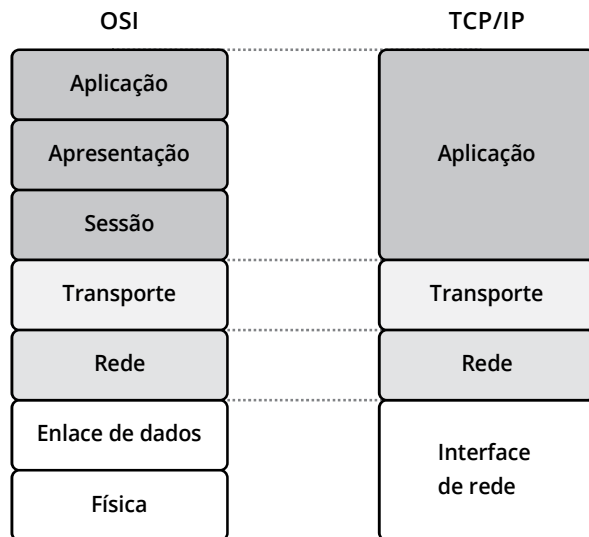 OSI
TCP/IP
Aplicação
Apresentação
Sessão
Transporte
Rede
Enlace de dados
Física
Aplicação
Transporte
Rede
Interface
de rede